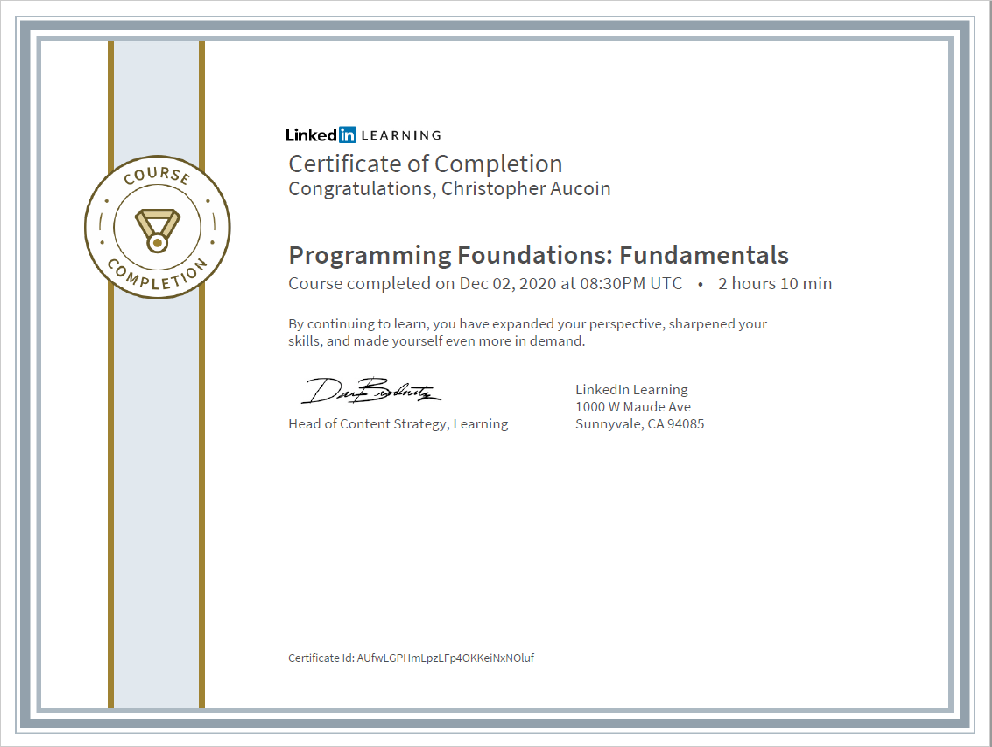 COURSE
COMPLETION
Linked in LEARNING
Certificate of Completion
Congratulations, Christopher Aucoin
Programming Foundations: Fundamentals
Course completed on Dec 02, 2020 at 08:30PM UTC • 2 hours 10 min
By continuing to learn, you have expanded your perspective, sharpened your
skills, and made yourself even more in demand.
Head of Content Strategy, Learning
LinkedIn Learning
1000 W Maude Ave
Sunnyvale, CA 94085
Certificate Id: